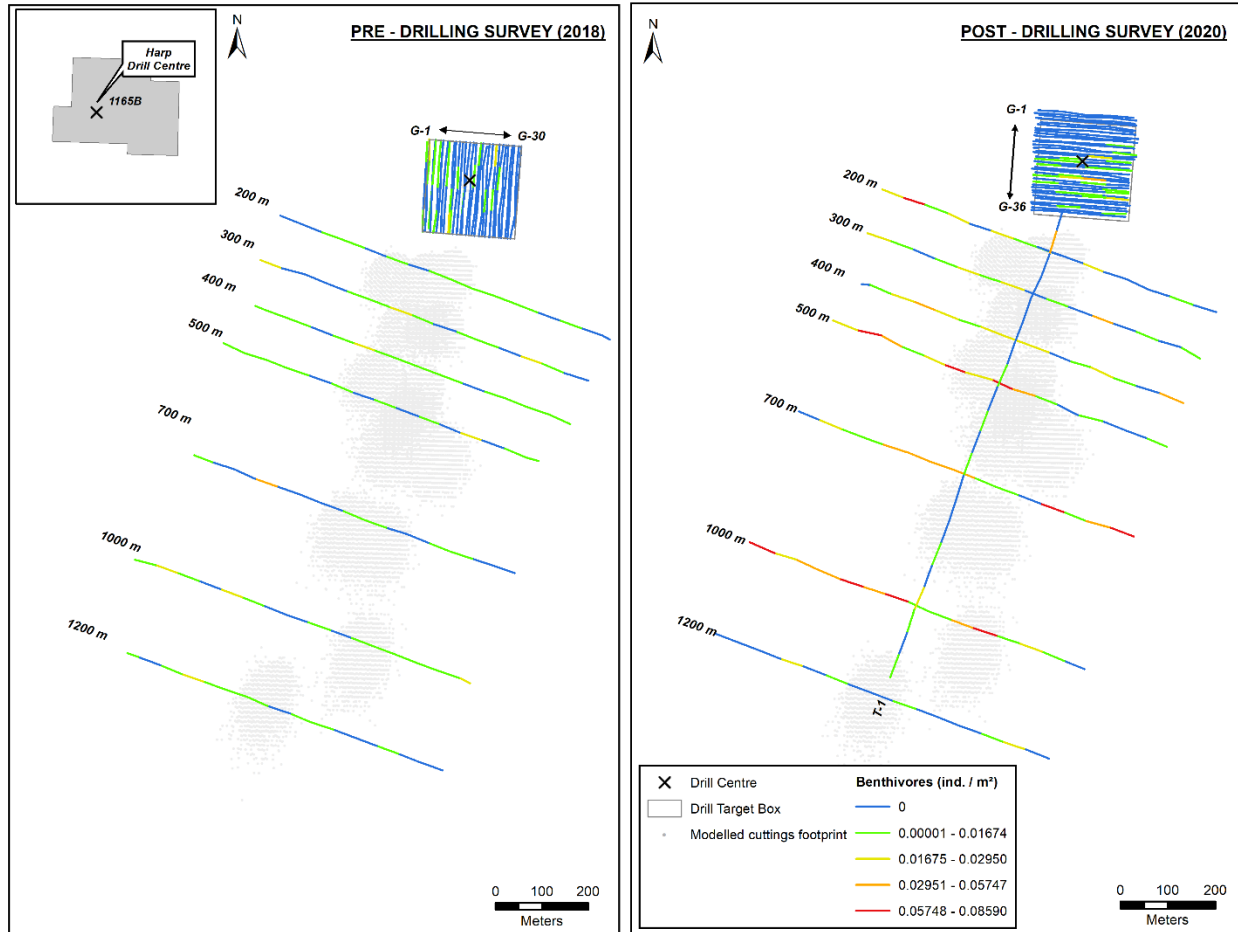 PRE - DRILLING SURVEY (2018)
N
Harp
Drill Centre
1165B
G-1
G-30
200 m
300 m
400 m
500 m
700 m
1000 m
1200 m
0 100 200
Meters
POST - DRILLING SURVEY (2020)
N
G-1
G-36
200 m
300 m
400 m
500 m
700 m
1000 m
1200 m
T-1
Drill Centre
Drill Target Box
Modelled cuttings footprint
Benthivores (ind. / m²)
0
0.00001 - 0.01674
0.01675 - 0.02950
0.02951 - 0.05747
0.05748 - 0.08590
0 100 200
Meters